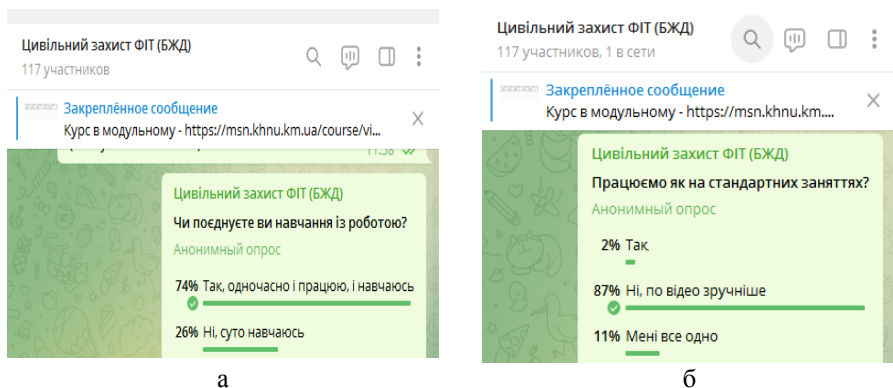 Цивільний захист ФІТ (БЖД)
117 участников
Закреплённое сообщение
Курс в модульному - https://msn.khnu.km.ua/course/vi...
11:58
Цивільний захист ФІТ (БЖД)
Чи поєднуєте ви навчання із роботою?
Анонимный опрос
74% Так, одночасно і працюю, і навчаюсь
26% Ні, суто навчаюсь
а
Цивільний захист ФІТ (БЖД)
117 участников, 1 в сети
Закреплённое сообщение
Курс в модульному - https://msn.khnu.km....
Цивільний захист ФІТ (БЖД)
Працюємо як на стандартних заняттях?
Анонимный опрос
2% Так
87% Ні, по відео зручніше
11% Мені все одно
б